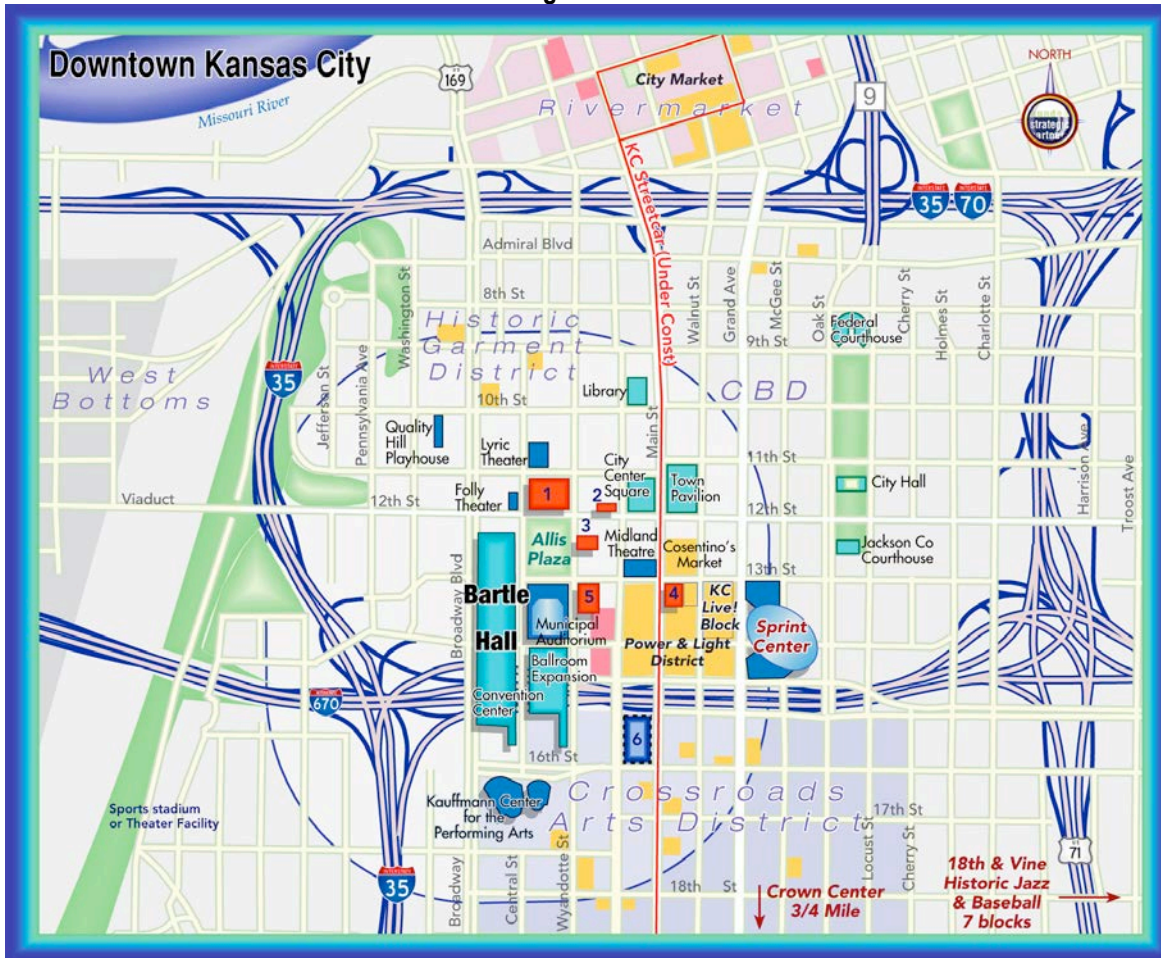 g
Downtown Kansas City
Missouri River
US
169
City Market
Rivermarket
9
NORTH
strategic
KC Streetcar (Under Const)
INTERSTATE
35
INTERSTATE
70
Admiral Blvd
8th St
Washington St
Walnut St
Grand Ave
McGee St
Oak St
Cherry St
Holmes St
Charlotte St
Federal
Courthouse
9th St
Historic
Garment
District
West
Bottoms
INTERSTATE
35
Jefferson St
Pennsylvania Ave
10th St
Library
CBD
Main St
Quality
Hill
Playhouse
Lyric
Theater
City
Center
Square
Town
Pavilion
11th St
City Hall
Harrison Ave
Troost Ave
Viaduct
12th St
Folly
Theater
1
2
12th St
3
Allis
Plaza
Midland
Theatre
Cosentino's
Market
Jackson Co
Courthouse
13th St
Broadway Blvd
Bartle
Hall
5
4
KC
Live!
Block
Municipal
Auditorium
Power & Light
District
Sprint
Center
Ballroom
Expansion
Convention
Center
INTERSTATE
670
6
16th St
Kauffmann Center
for the
Performing Arts
Crossroads
Arts District
17th St
Sports stadium
or Theater Facility
INTERSTATE
35
Broadway
Central St
Wyandotte St
18th St
Locust St
Cherry St
US
71
Crown Center
3/4 Mile
18th & Vine
Historic Jazz
& Baseball
7 blocks